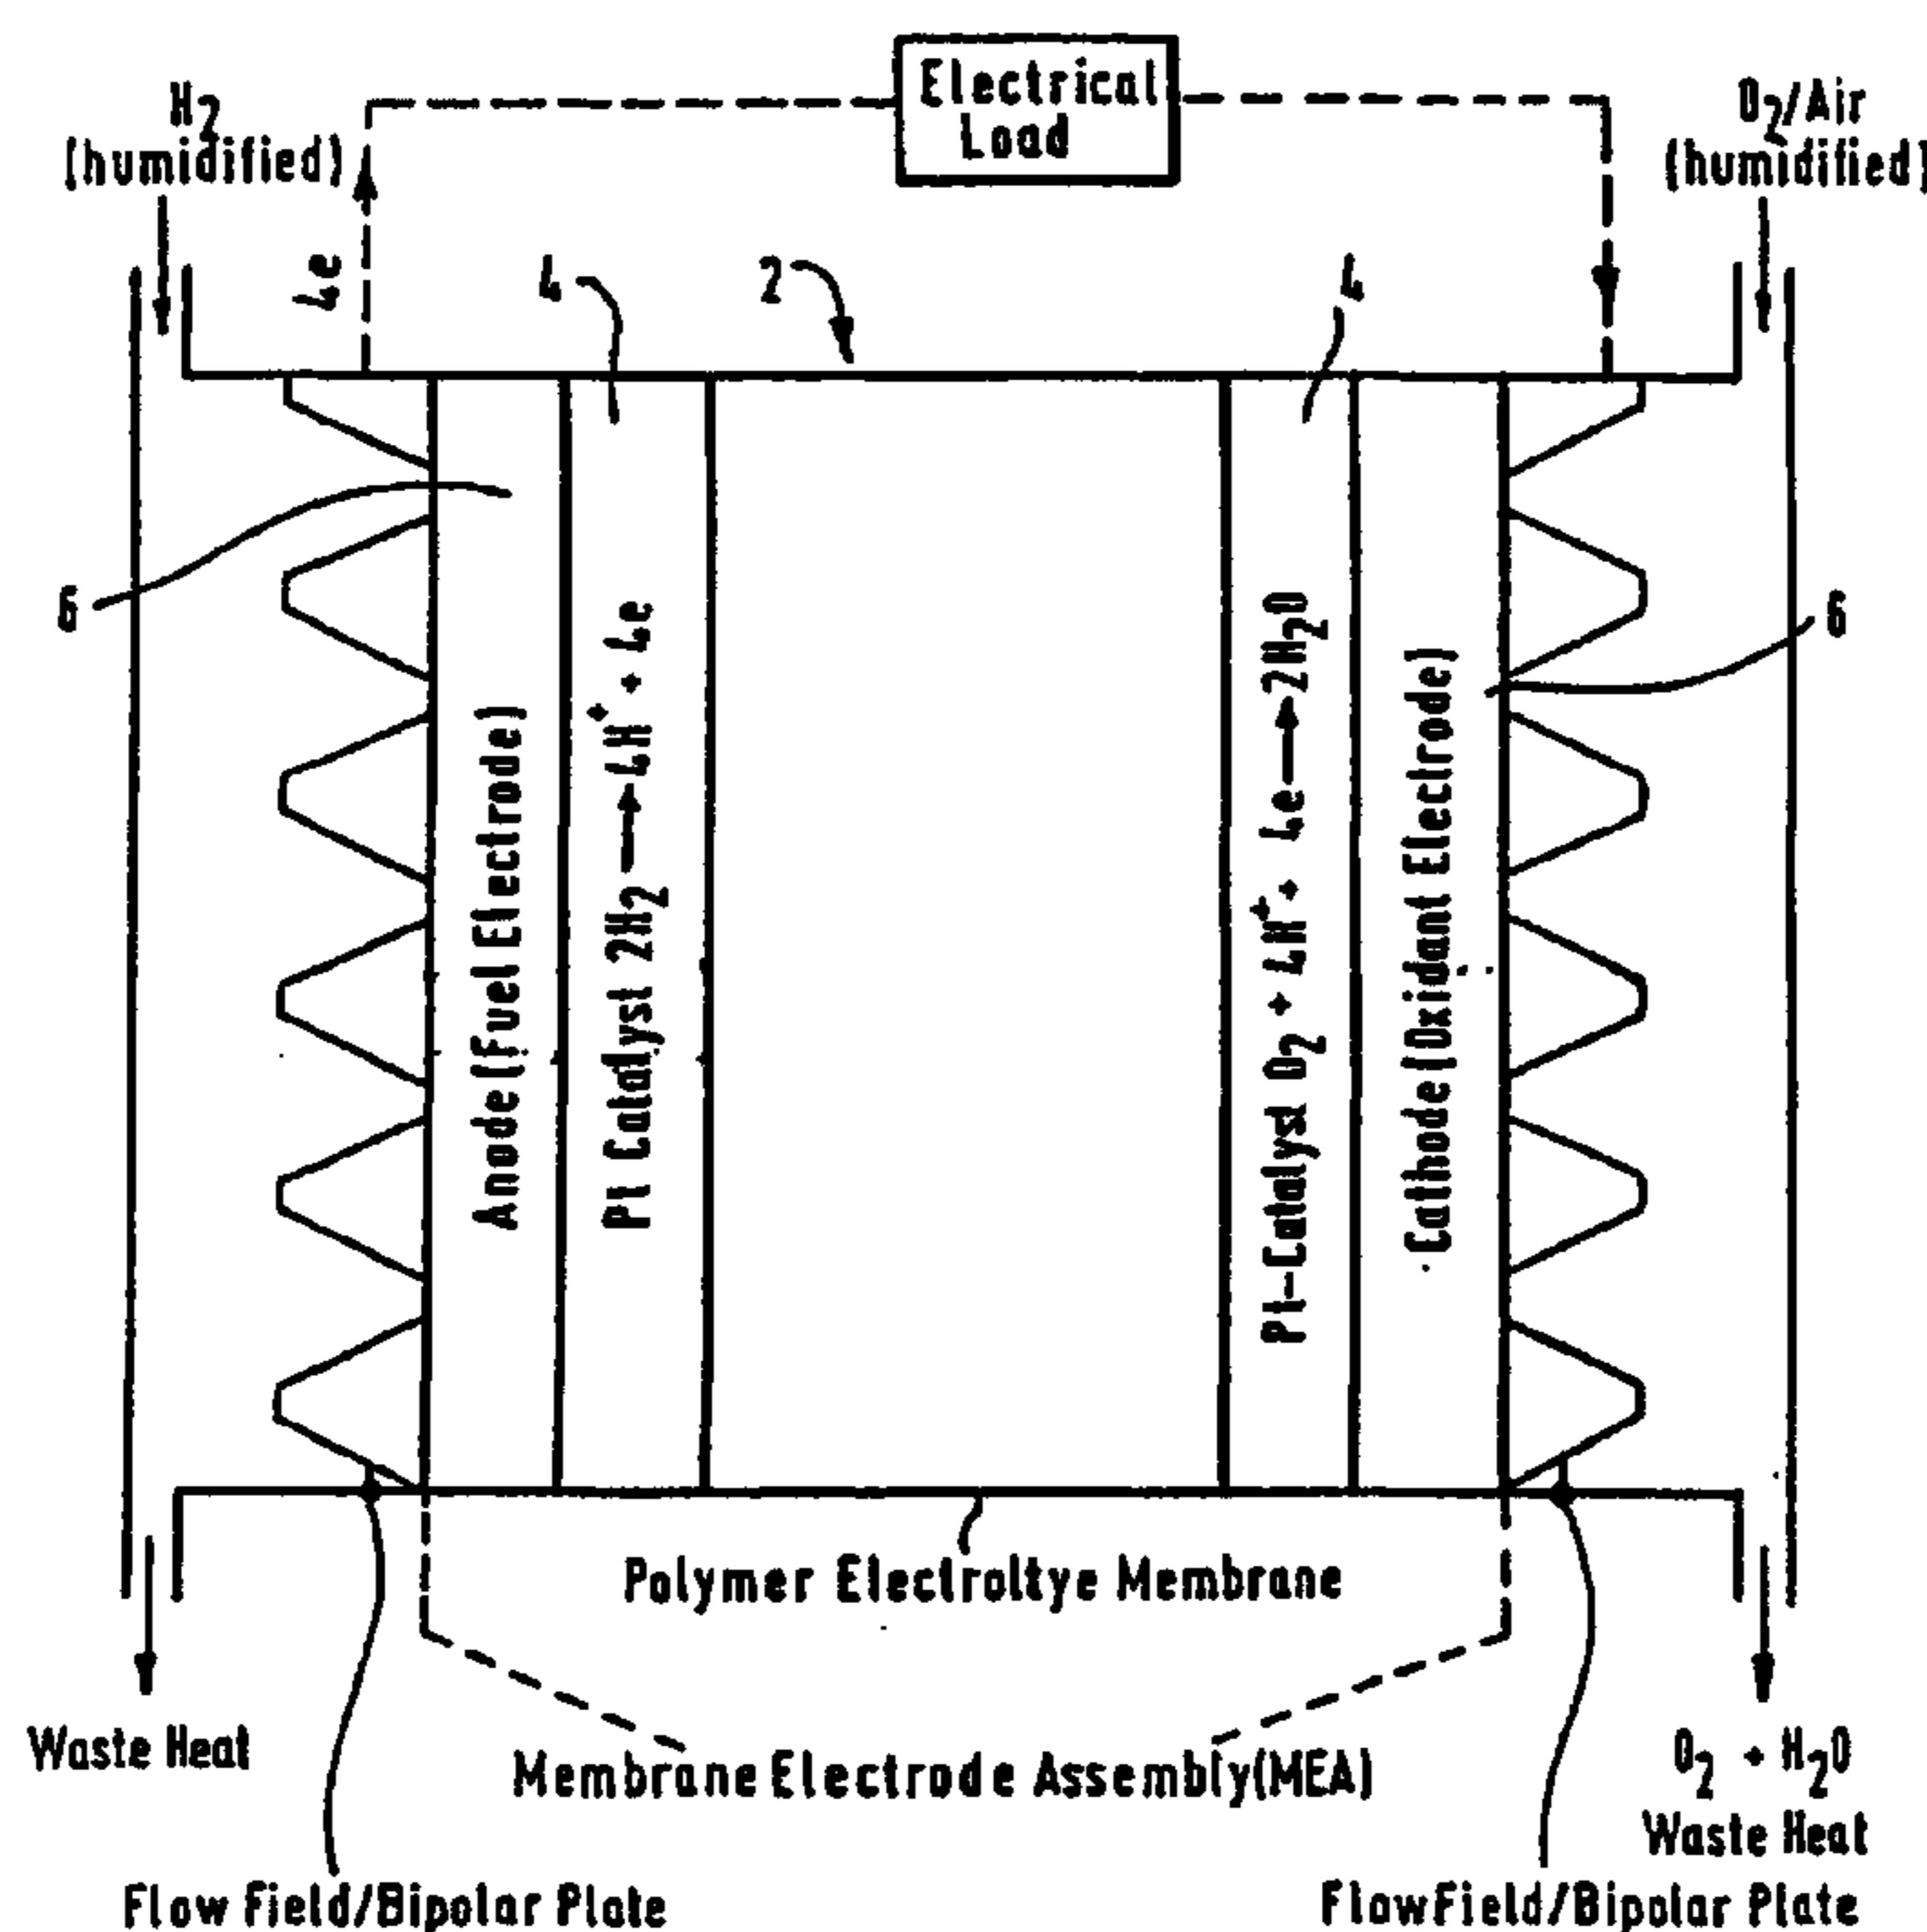 Electrical
Load
H2
(humidified)
O2/Air
(humidified)
4e
4
2
4
6
6
Anode(Fuel Electrode)
Pt Catalyst 2H2→4H+ + 4e
Pt-Catalyst O2 + 4H+ + 4e→2H2O
Cathode(Oxidant Electrode)
Polymer Electroltye Membrane
Waste Heat
Membrane Electrode Assembly(MEA)
O2 + H2O
Waste Heat
Flow Field/Bipolar Plate
FlowField/Bipolar Plate